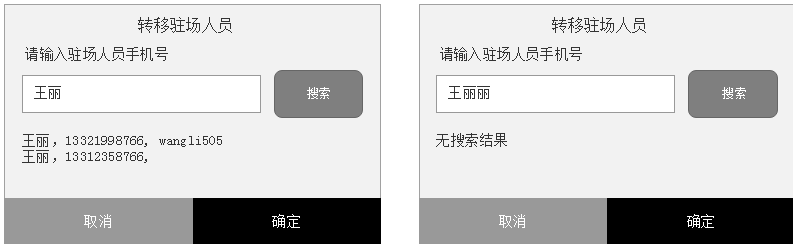 转移驻场人员
请输入驻场人员手机号
王丽
搜索
王丽，13321998766, wangli505
王丽，13312358766,
取消
确定
转移驻场人员
请输入驻场人员手机号
王丽丽
搜索
无搜索结果
取消
确定